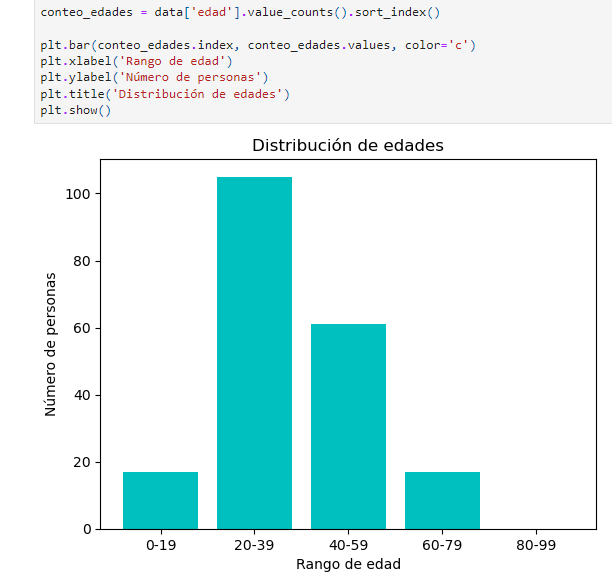 conteo_edades = data['edad'].value_counts().sort_index()
plt.bar(conteo_edades.index, conteo_edades.values, color='c')
plt.xlabel('Rango de edad')
plt.ylabel('Número de personas')
plt.title('Distribución de edades')
plt.show()
Distribución de edades
Número de personas
100
80
60
40
20
0
0-19 20-39 40-59 60-79 80-99
Rango de edad